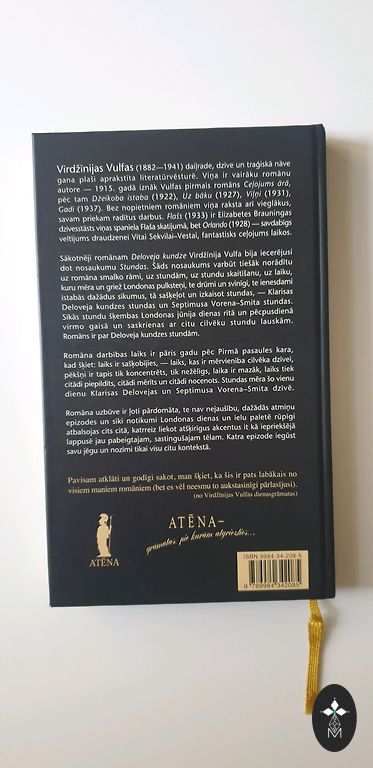 Virdžīnijas Vulfas (1882—1941) daiļrade, dzīve un traģiskā nāve
gana plaši aprakstīta literatūrvēsturē. Viņa ir vairāku romānu
autore — 1915. gadā iznāk Vulfas pirmais romāns Ceļojums ārā,
pēc tam Džeikoba istaba (1922), Uz bāku (1927), Viļņi (1931),
Gadi (1937). Bez nopietniem romāniem viņa raksta arī vieglākus,
savam priekam radītus darbus. Flašs (1933) ir Elizabetes Brauningas
dzīvesstāsts viņas spaniela Flaša skatījumā, bet Orlando (1928) — savdabīgs
veltījums draudzenei Vitai Sekvilai-Vestai, fantastisks ceļojums laikos.
Sākotnēji romānam Deloveja kundze Virdžīnija Vulfa bija iecerējusi
dot nosaukumu Stundas. Šāds nosaukums varbūt tiešāk norādītu
uz romāna smalko rāmi, uz stundām, uz stundu skaitīšanu, uz laiku,
kuru mēra un griež Londonas pulksteņi, te drūmi un svinīgi, te ienesdami
istabās dažādus sīkumus, tā sašķeļot un izkaisot stundas, — Klarisas
Deloveja kundzes stundas un Septimusa Vorena-Smita stundas.
Sīkās stundu šķembas Londonas jūnija dienas rītā un pēcpusdienā
virmo gaisā un saskrienas ar citu cilvēku stundu lauskām.
Romāns ir par Deloveja kundzes stundām.
Romāna darbības laiks ir pāris gadu pēc Pirmā pasaules kara,
kad šķiet: laiks ir sašķobījies, — laiks, kas ir mērvienība cilvēka dzīvei,
pēkšņi ir tapis tik koncentrēts, tik nežēlīgs, laika ir mazāk, laiks tiek
citādi piepildīts, citādi mērīts un citādi nocenots. Stundas mēra šo vienu
dienu Klarisas Delovejas un Septimusa Vorena-Smita dzīvē.
Romāna uzbūve ir ļoti pārdomāta, te nav nejaušību, dažādās atmiņu
epizodes un sīki notikumi Londonas dienas un ielu paletē rūpīgi
atbalsojas cits citā, katrreiz liekot atšķirīgus akcentus it kā iepriekšējā
lappusē jau pabeigtajam, sastingušajam tēlam. Katra epizode iegūst
savu jēgu un nozīmi tikai visu citu kontekstā.
Pavisam atklāti un godīgi sakot, man šķiet, ka šis ir pats labākais no
visiem maniem romāniem (bet es vēl neesmu to aukstasinīgi pārlasījusi).
(no Virdžīnijas Vulfas dienasgrāmatas)
ATĒNA–
grāmatas, pie kurām atgriezties...
ATĒNA
ISBN 9984-34-208-5
9 789984 342085
M